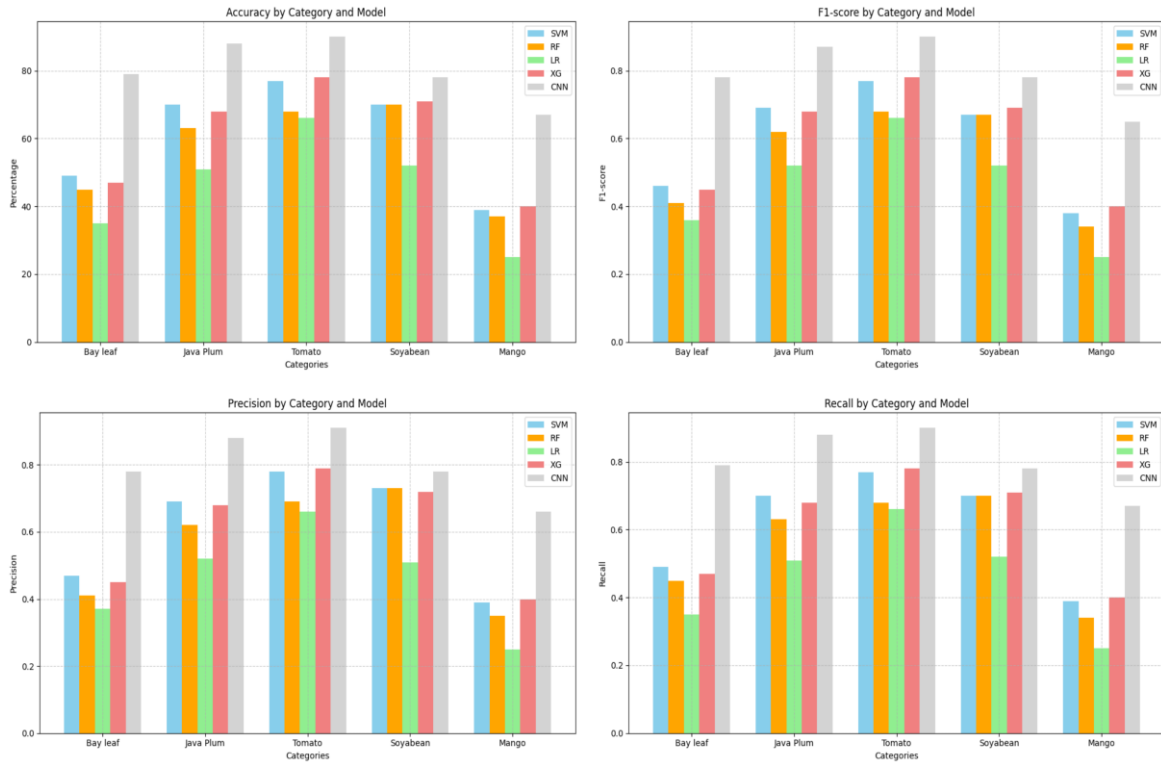 Accuracy by Category and Model
SVM
RF
LR
XG
CNN
80
60
40
20
0
Percentage
Bay leaf Java Plum Tomato Soyabean Mango
Categories
F1-score by Category and Model
SVM
RF
LR
XG
CNN
0.8
0.6
0.4
0.2
0.0
F1-score
Bay leaf Java Plum Tomato Soyabean Mango
Categories
Precision by Category and Model
SVM
RF
LR
XG
CNN
0.8
0.6
0.4
0.2
0.0
Precision
Bay leaf Java Plum Tomato Soyabean Mango
Categories
Recall by Category and Model
SVM
RF
LR
XG
CNN
0.8
0.6
0.4
0.2
0.0
Recall
Bay leaf Java Plum Tomato Soyabean Mango
Categories